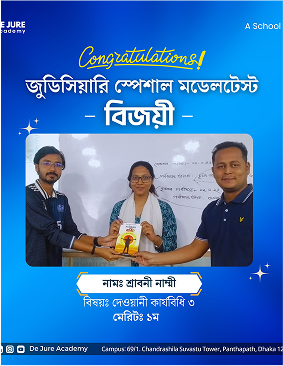 DE JURE
Academy
A School
Congratulations!
জুডিসিয়ারি স্পেশাল মডেলটেস্ট
- বিজয়ী -
নামঃ শ্রাবনী নাম্মী
বিষয়ঃ দেওয়ানী কার্যবিধি ৩
মেরিটঃ ১ম
De Jure Academy
Campus: 69/1. Chandrashila Suvastu Tower, Panthapath, Dhaka 12